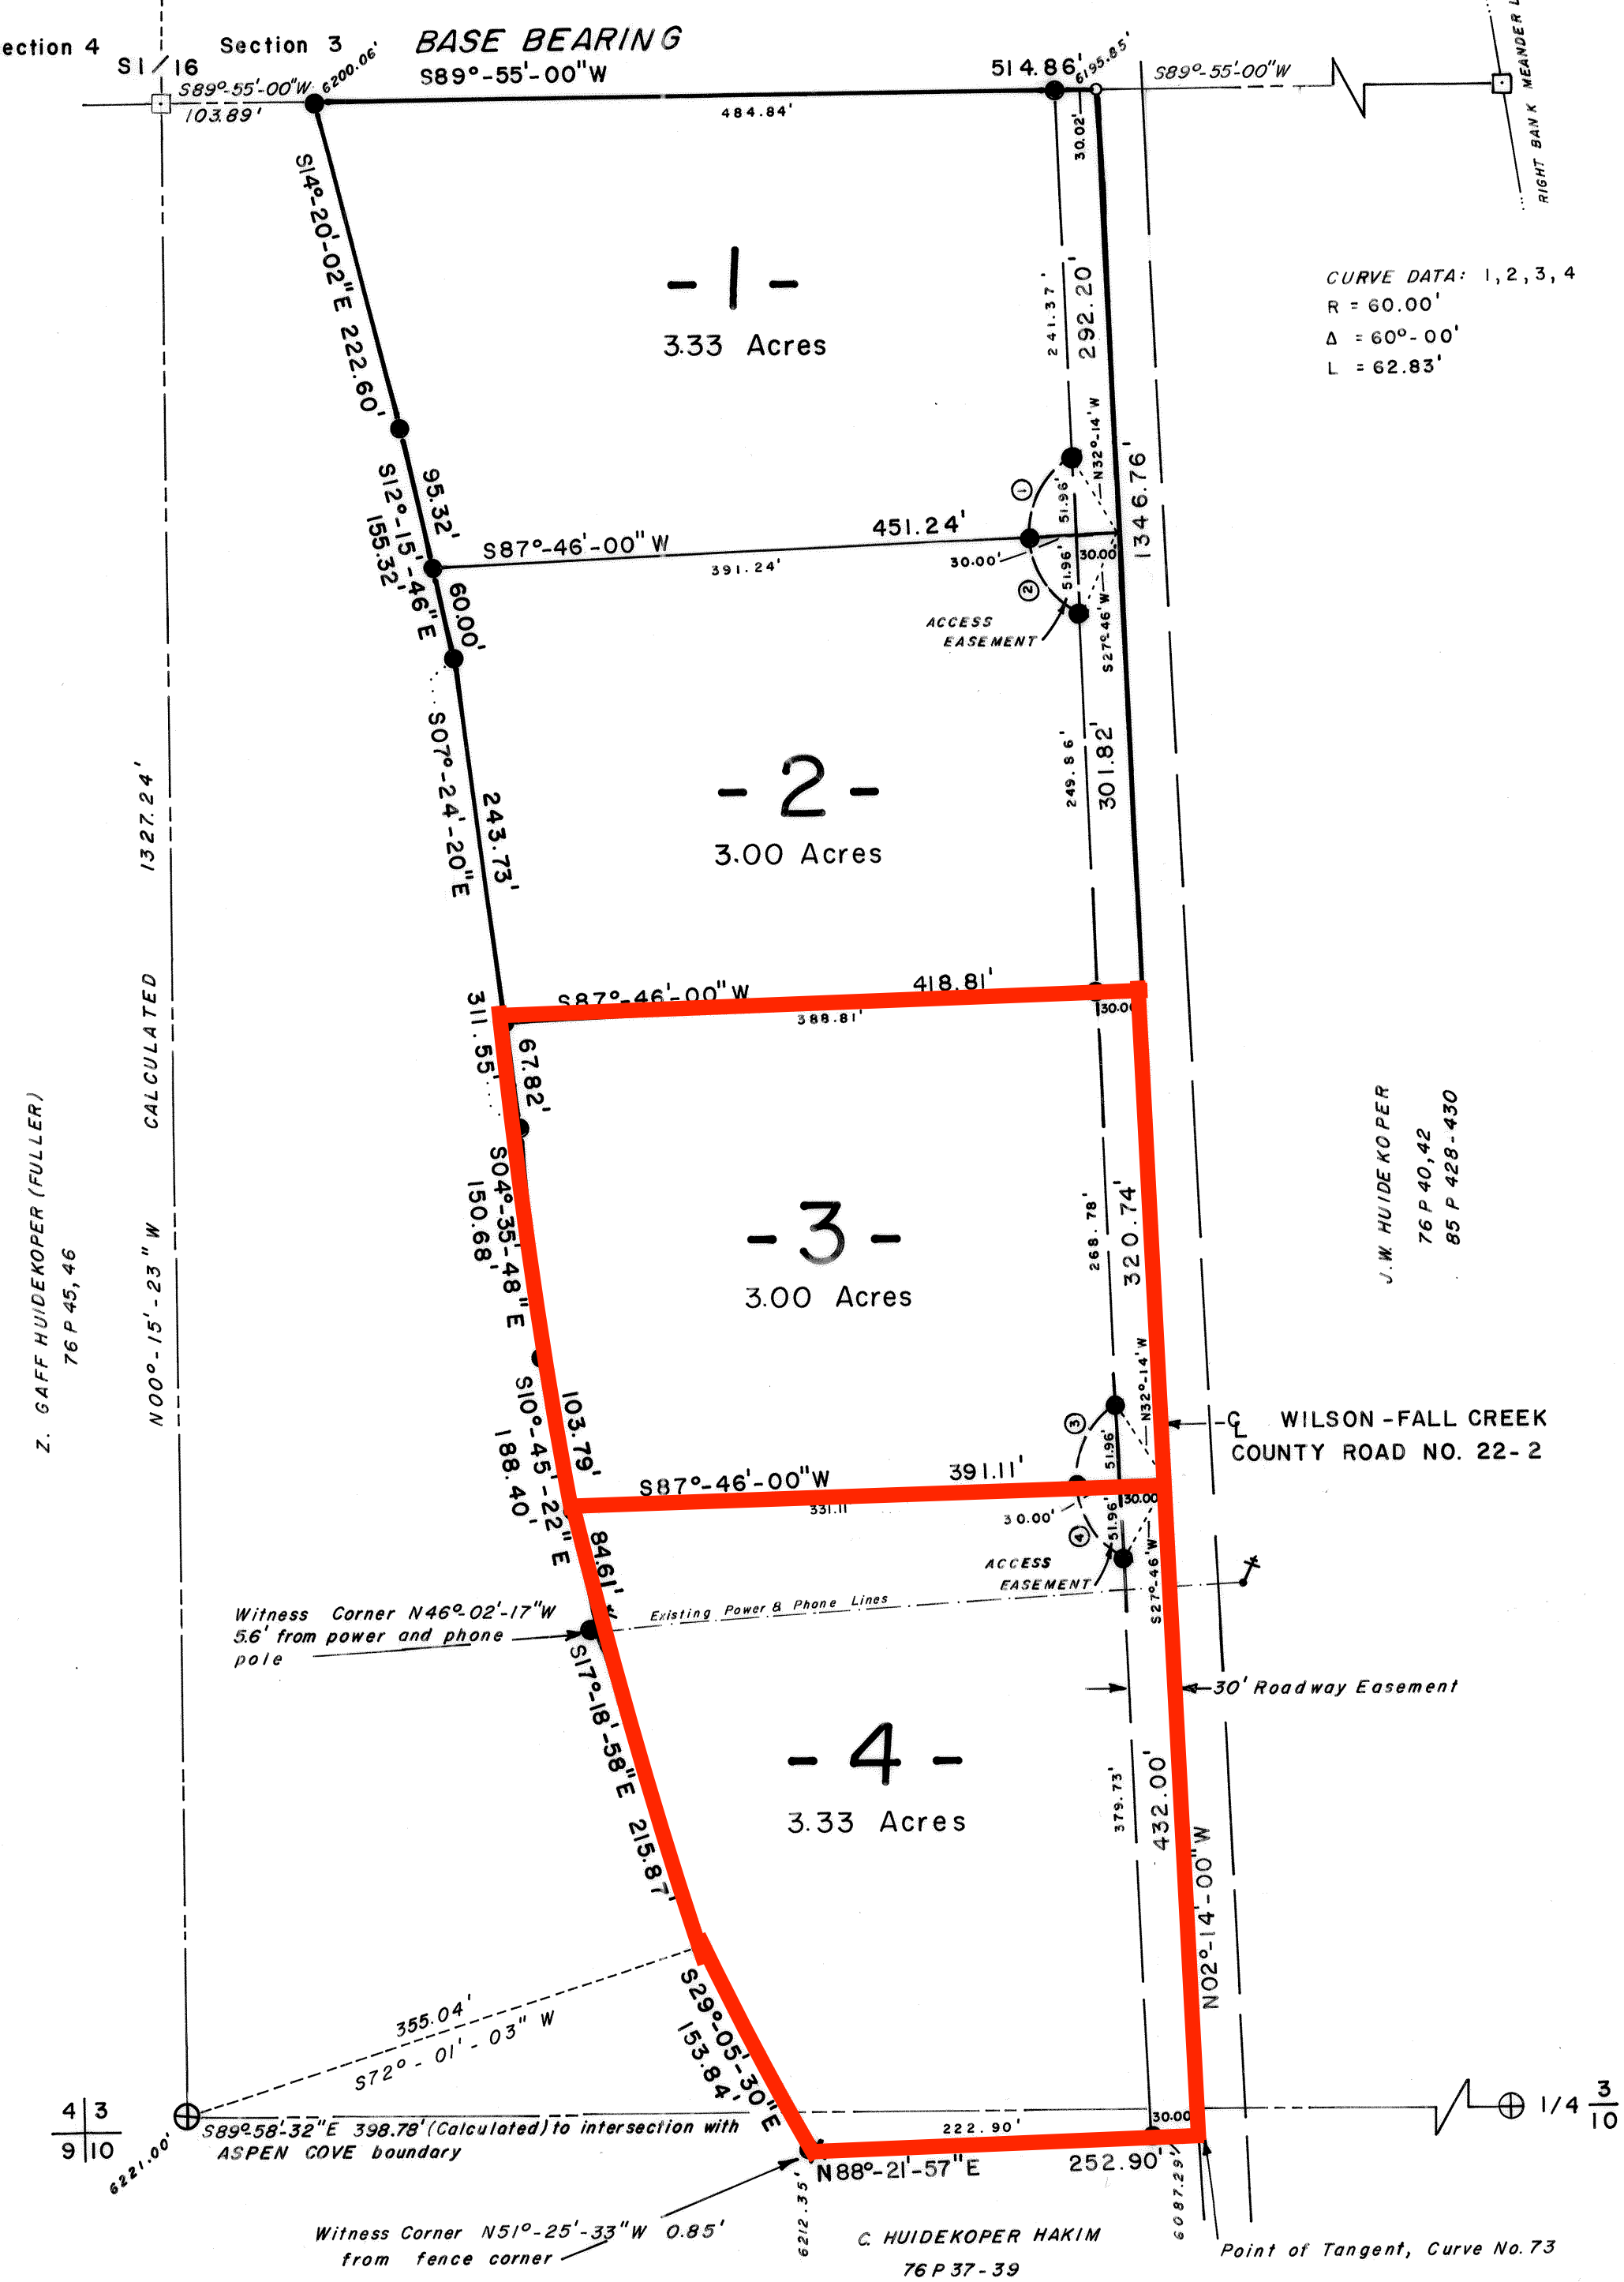 ection 4
Section 3
BASE BEARING
S1/16
S89°-55'-00"W
103.89'
6200.06'
S89°-55'-00"W
484.84'
514.86'
6195.85'
S89°-55'-00"W
30.02'
RIGHT BANK MEANDER L
S14°-20'-02"E 222.60'
-1-
3.33 Acres
241.37'
292.20'
CURVE DATA: 1,2,3,4
R = 60.00'
Δ = 60°-00'
L = 62.83'
S12°-15'-46"E
155.32'
95.32'
60.00'
S87°-46'-00"W
451.24'
391.24'
30.00'
30.00'
1
2
51.96'
51.96'
N32°-14'W
S27°-46'W
1346.76'
ACCESS
EASEMENT
S07°-24'-20"E
243.73'
-2-
3.00 Acres
249.86'
301.82'
1327.24'
CALCULATED
N00°-15'-23"W
Z. GAFF HUIDEKOPER (FULLER)
76 P 45,46
311.55'
S87°-46'-00"W
418.81'
388.81'
30.00
67.82'
S04°-35'-48"E
150.68'
-3-
3.00 Acres
268.78'
320.74'
J.W. HUIDEKOPER
76 P 40,42
85 P 428-430
S10°-45'-22"E
188.40'
103.79'
84.61'
S87°-46'-00"W
391.11'
331.11
30.00'
30.00
3
4
51.96'
51.96'
N32°-14'W
S27°-46'W
℄ WILSON-FALL CREEK
COUNTY ROAD NO. 22-2
ACCESS
EASEMENT
Existing Power & Phone Lines
Witness Corner N46°-02'-17"W
5.6' from power and phone
pole
S17°-18'-58"E 215.87'
30' Roadway Easement
-4-
3.33 Acres
379.73'
432.00'
N02°-14'-00"W
355.04'
S72°-01'-03"W
S29°-05'-30"E
153.84'
4 3
9 10
6221.00'
S89°-58'-32"E 398.78' (Calculated) to intersection with
ASPEN COVE boundary
222.90'
30.00
1/4 3
10
N88°-21'-57"E
252.90'
6212.35'
6087.29'
Witness Corner N51°-25'-33"W 0.85'
from fence corner
C. HUIDEKOPER HAKIM
76 P 37-39
Point of Tangent, Curve No. 73